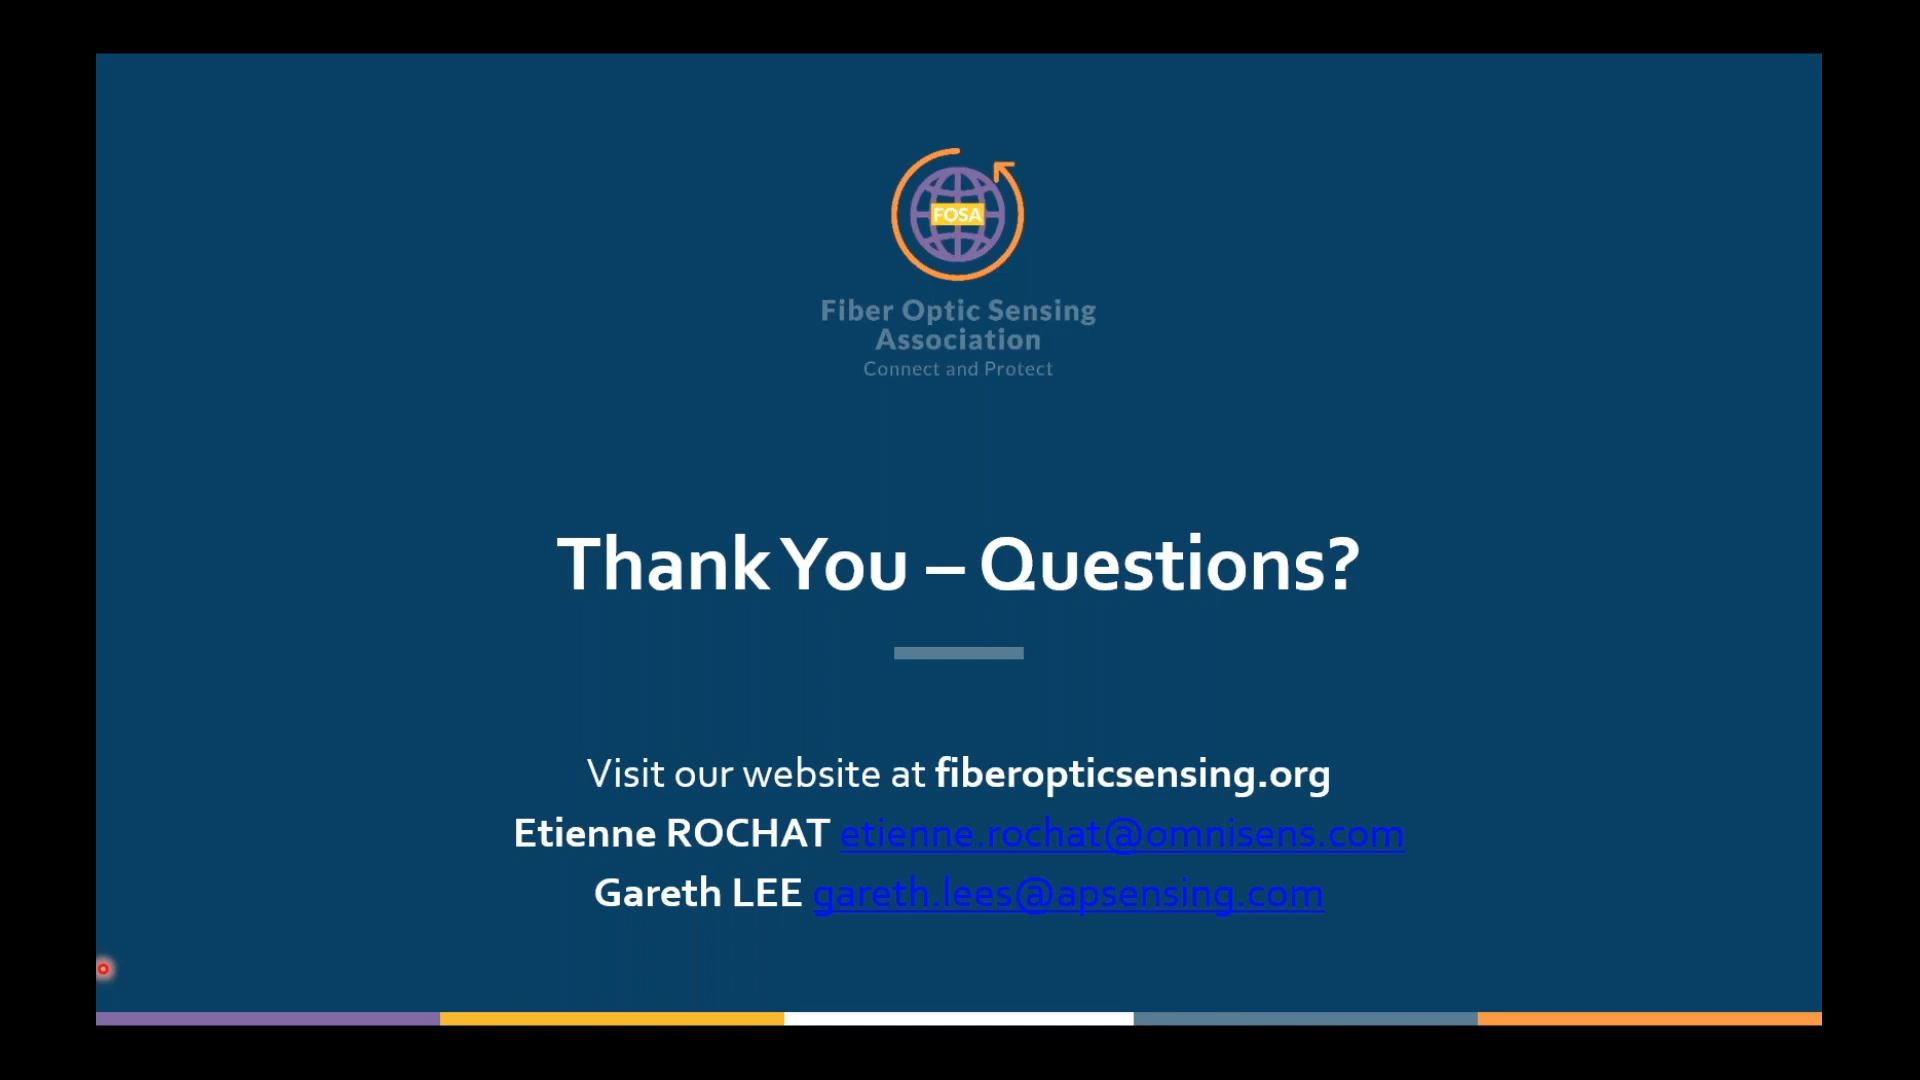 FOSA
Fiber Optic Sensing
Association
Connect and Protect
Thank You – Questions?
Visit our website at fiberopticsensing.org
Etienne ROCHAT etienne.rochat@omnisens.com
Gareth LEE gareth.lees@apsensing.com